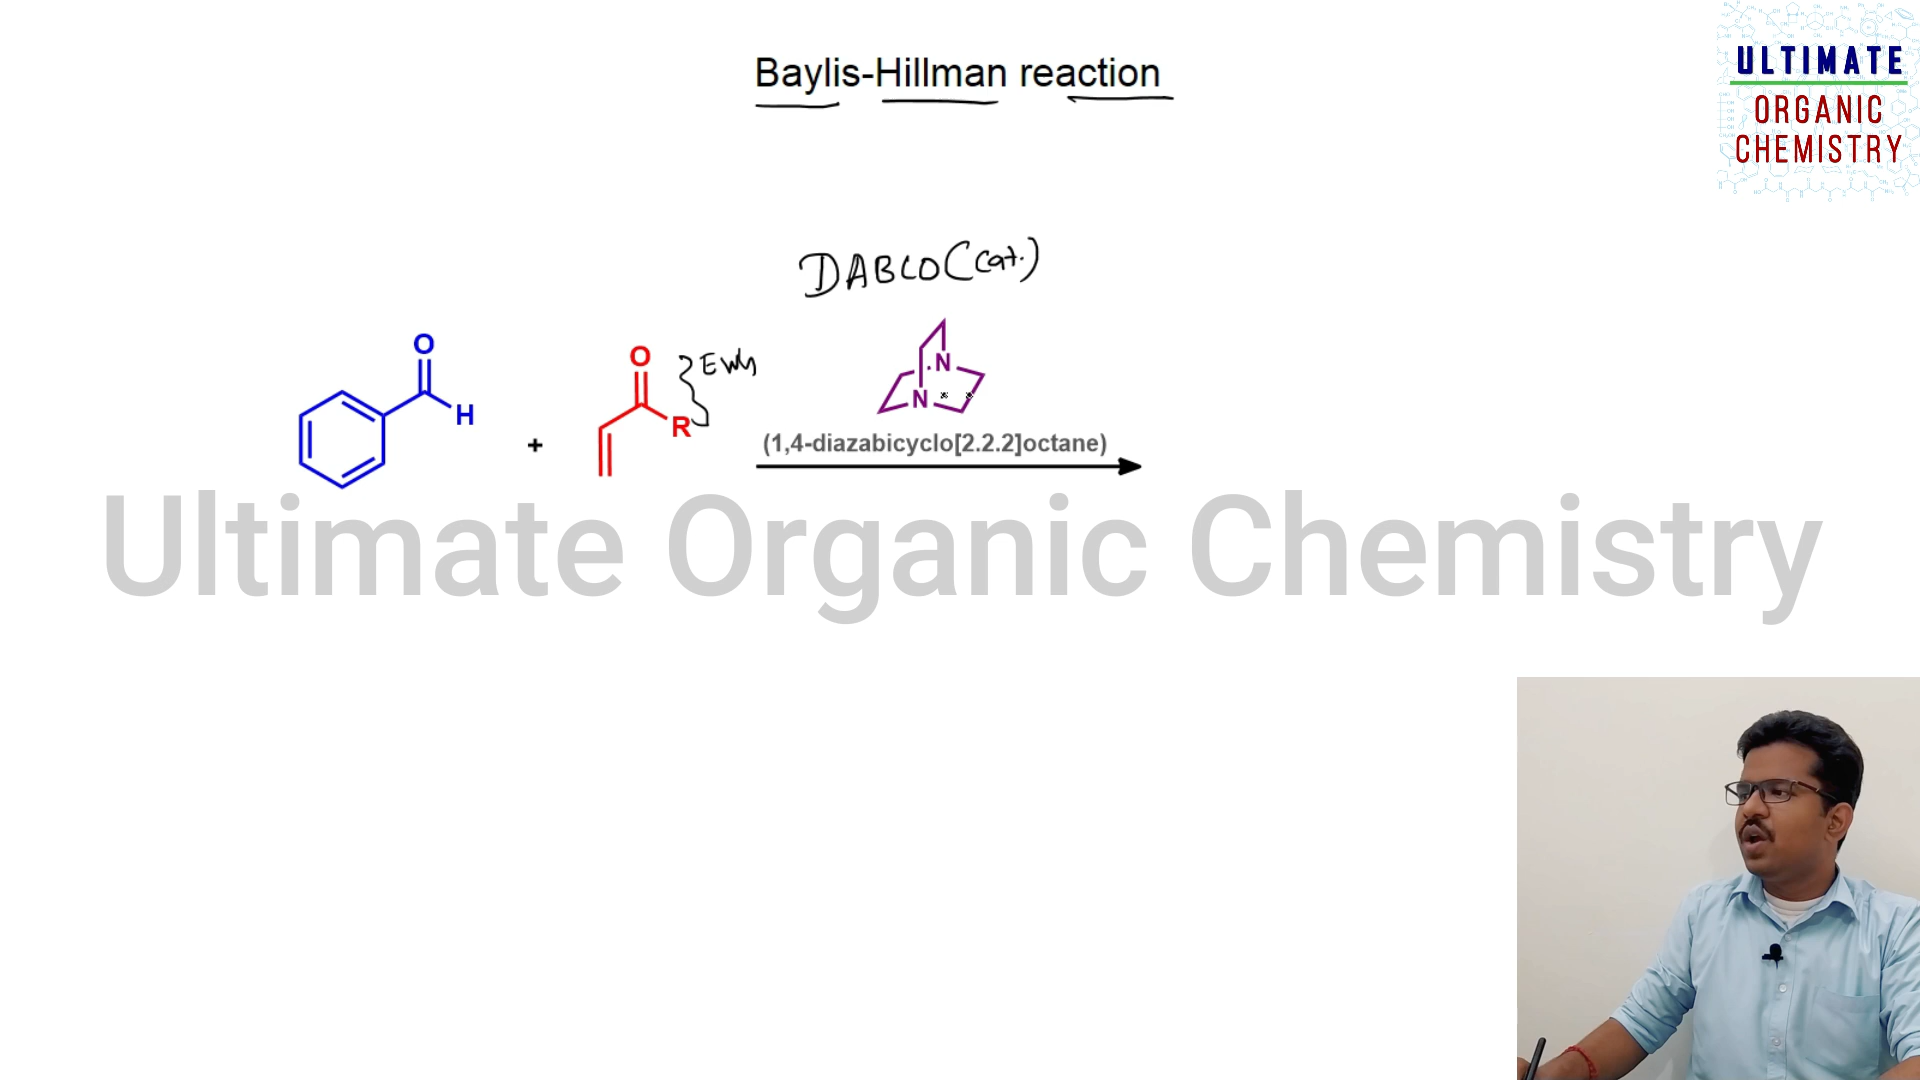 Baylis-Hillman reaction
ULTIMATE
ORGANIC
CHEMISTRY
DABCO (cat.)
O
H
+
O
R
EWG
N
N
(1,4-diazabicyclo[2.2.2]octane)
Ultimate Organic Chemistry